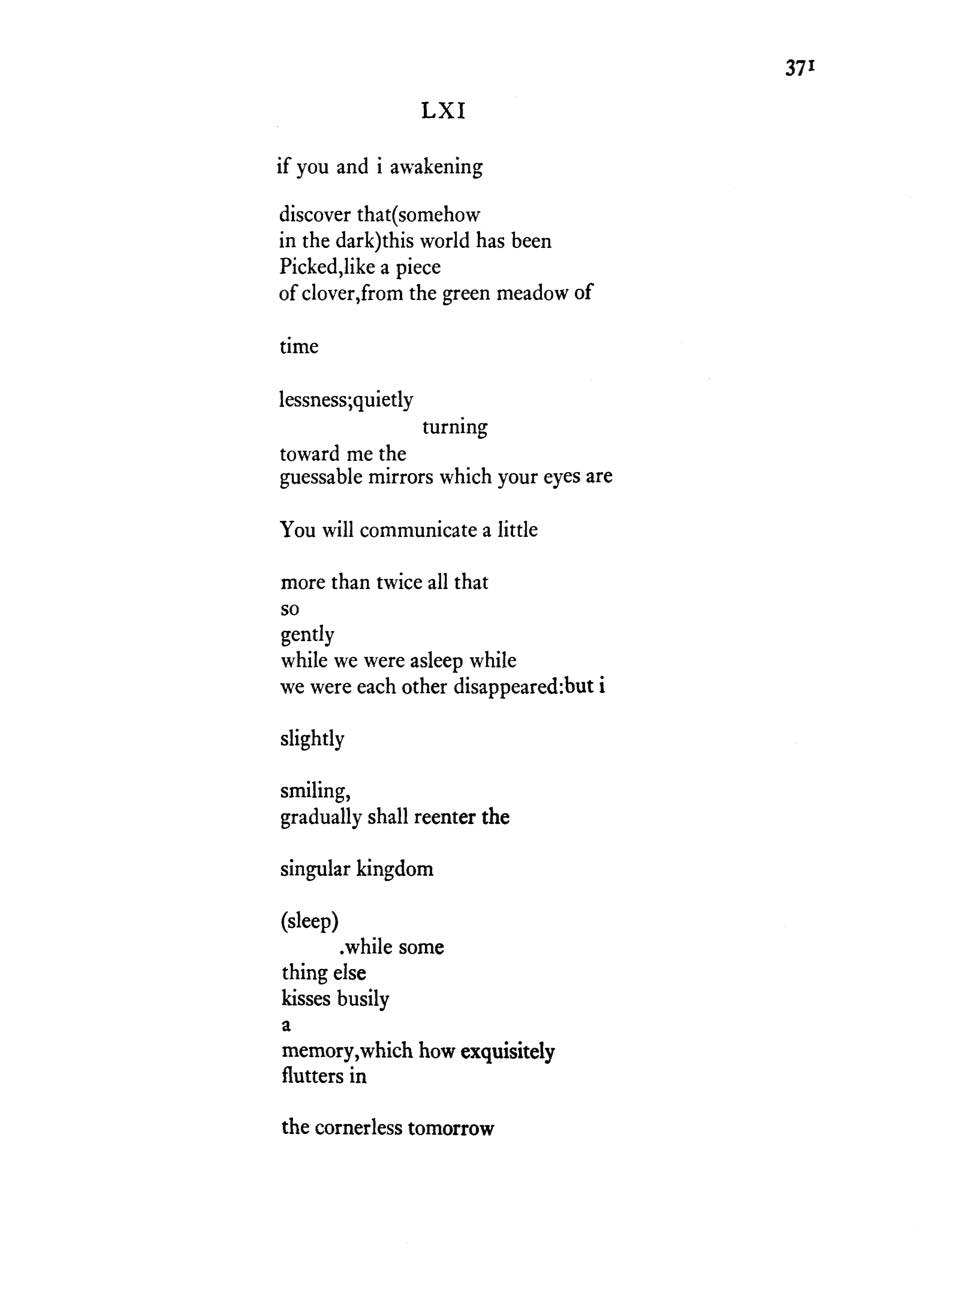 371
LXI
if you and i awakening
discover that(somehow
in the dark)this world has been
Picked,like a piece
of clover,from the green meadow of
time
lessness;quietly
turning
toward me the
guessable mirrors which your eyes are
You will communicate a little
more than twice all that
so
gently
while we were asleep while
we were each other disappeared:but i
slightly
smiling,
gradually shall reenter the
singular kingdom
(sleep)
.while some
thing else
kisses busily
a
memory,which how exquisitely
flutters in
the cornerless tomorrow